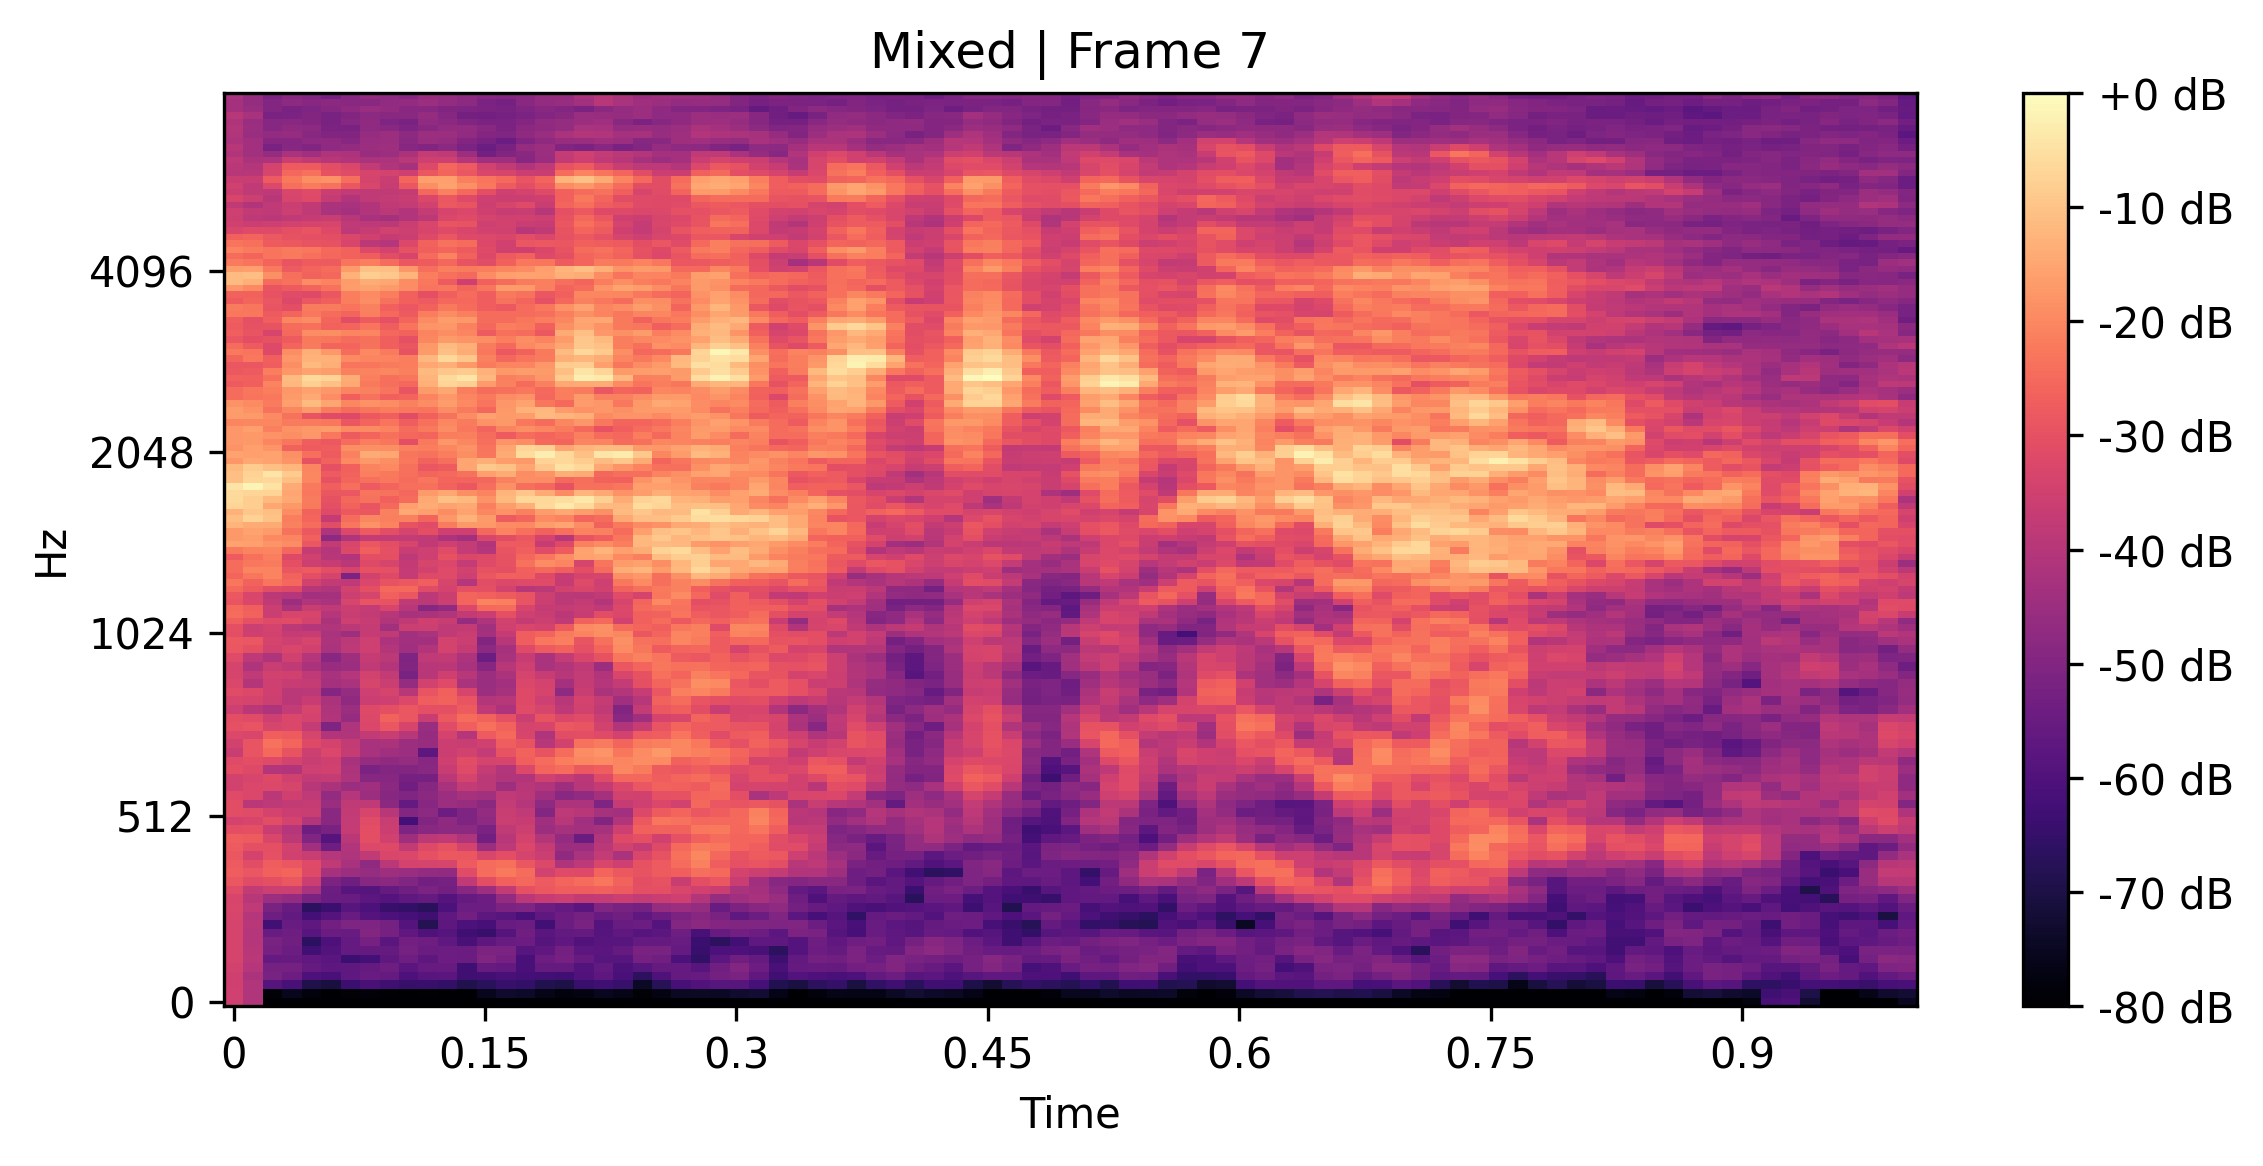 Mixed | Frame 7
+0 dB
-10 dB
-20 dB
-30 dB
-40 dB
-50 dB
-60 dB
-70 dB
-80 dB
4096
2048
1024
512
0
Hz
0 0.15 0.3 0.45 0.6 0.75 0.9
Time